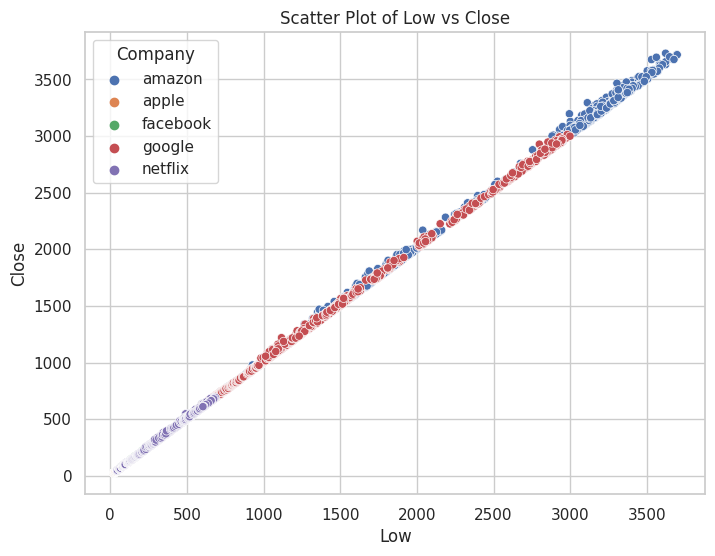 Scatter Plot of Low vs Close
Company
amazon
apple
facebook
google
netflix
Close
3500
3000
2500
2000
1500
1000
500
0
0 500 1000 1500 2000 2500 3000 3500
Low